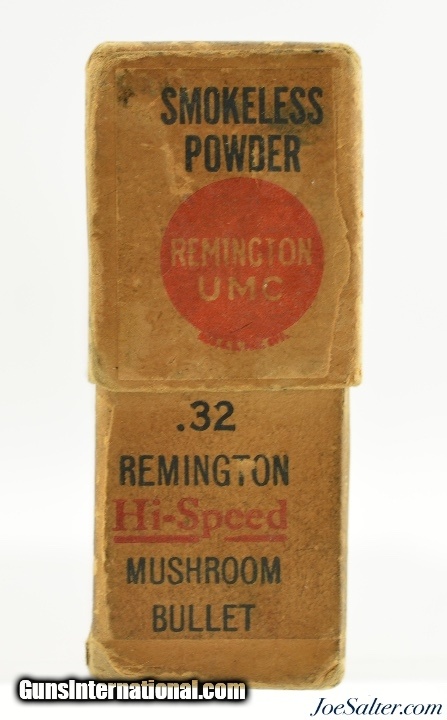 SMOKELESS
POWDER
REMINGTON
UMC
.32
REMINGTON
Hi-Speed
MUSHROOM
BULLET
GunsInternational.com
JoeSalter.com